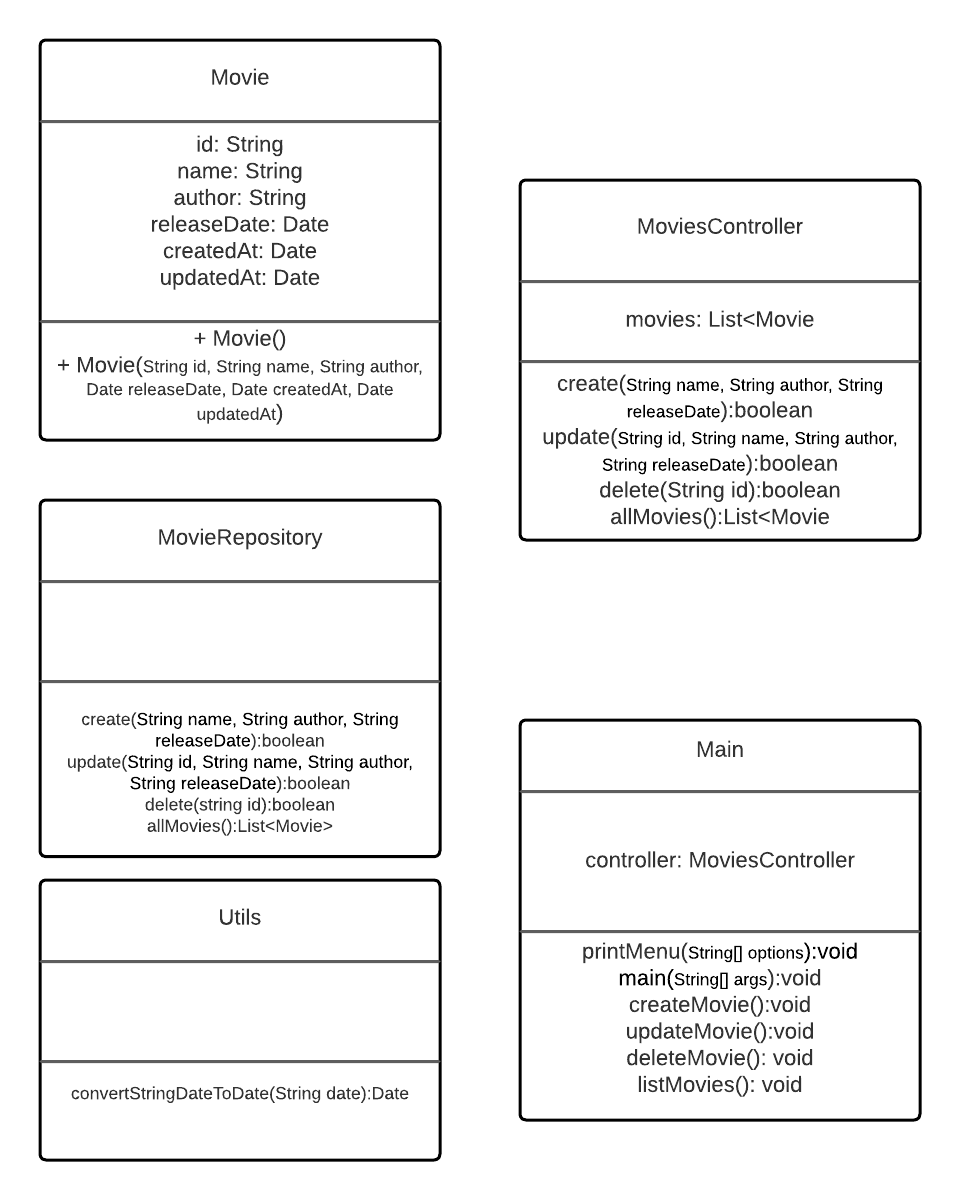 Movie
id: String
name: String
author: String
releaseDate: Date
createdAt: Date
updatedAt: Date
+ Movie()
+ Movie(String id, String name, String author,
Date releaseDate, Date createdAt, Date
updatedAt)
MoviesController
movies: List<Movie
create(String name, String author, String
releaseDate):boolean
update(String id, String name, String author,
String releaseDate):boolean
delete(String id):boolean
allMovies():List<Movie
MovieRepository
create(String name, String author, String
releaseDate):boolean
update(String id, String name, String author,
String releaseDate):boolean
delete(string id):boolean
allMovies():List<Movie>
Main
controller: MoviesController
printMenu(String[] options):void
main(String[] args):void
createMovie():void
updateMovie():void
deleteMovie(): void
listMovies(): void
Utils
convertStringDateToDate(String date):Date